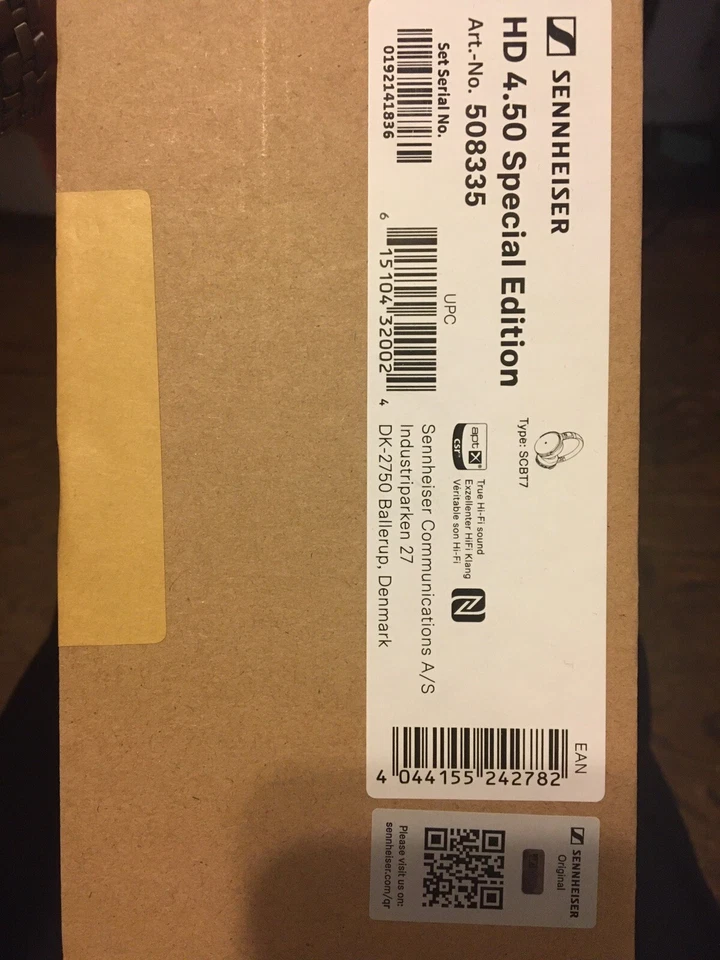 SENNHEISER
HD 4.50 Special Edition
Art.-No. 508335
Set Serial No.
0192141836
UPC
6 15104 32002 4
Type: SCBT7
aptX®
CSR™
True Hi-Fi sound
Exzellenter HiFi Klang
Véritable son Hi-Fi
Sennheiser Communications A/S
Industriparken 27
DK-2750 Ballerup, Denmark
EAN
4 044155 242782
SENNHEISER
Original
Please visit us on:
sennheiser.com/qr